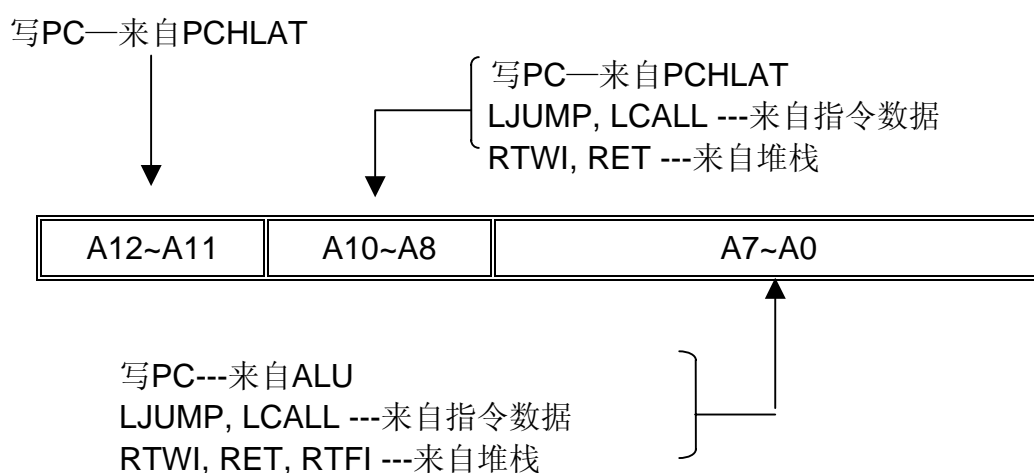 写PC—来自PCHLAT
写PC—来自PCHLAT
LJUMP, LCALL ---来自指令数据
RTWI, RET ---来自堆栈
A12~A11
A10~A8
A7~A0
写PC---来自ALU
LJUMP, LCALL ---来自指令数据
RTWI, RET, RTFI ---来自堆栈